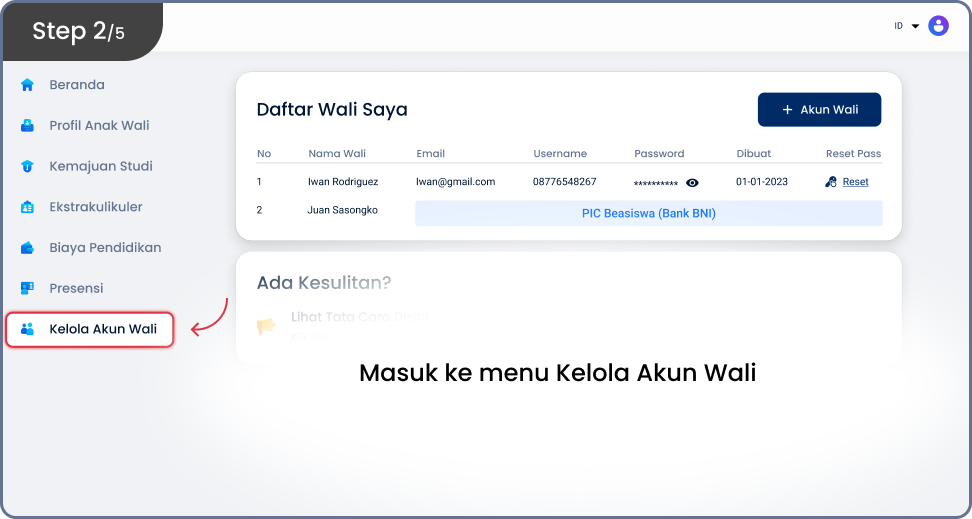 Step 2/5
ID
Beranda
Profil Anak Wali
Kemajuan Studi
Ekstrakulikuler
Biaya Pendidikan
Presensi
Kelola Akun Wali
Daftar Wali Saya
+ Akun Wali
No Nama Wali Email Username Password Dibuat Reset Pass
1 Iwan Rodriguez Iwan@gmail.com 08776548267 ********** 01-01-2023 Reset
2 Juan Sasongko PIC Beasiswa (Bank BNI)
Ada Kesulitan?
Lihat Tata Cara
Masuk ke menu Kelola Akun Wali